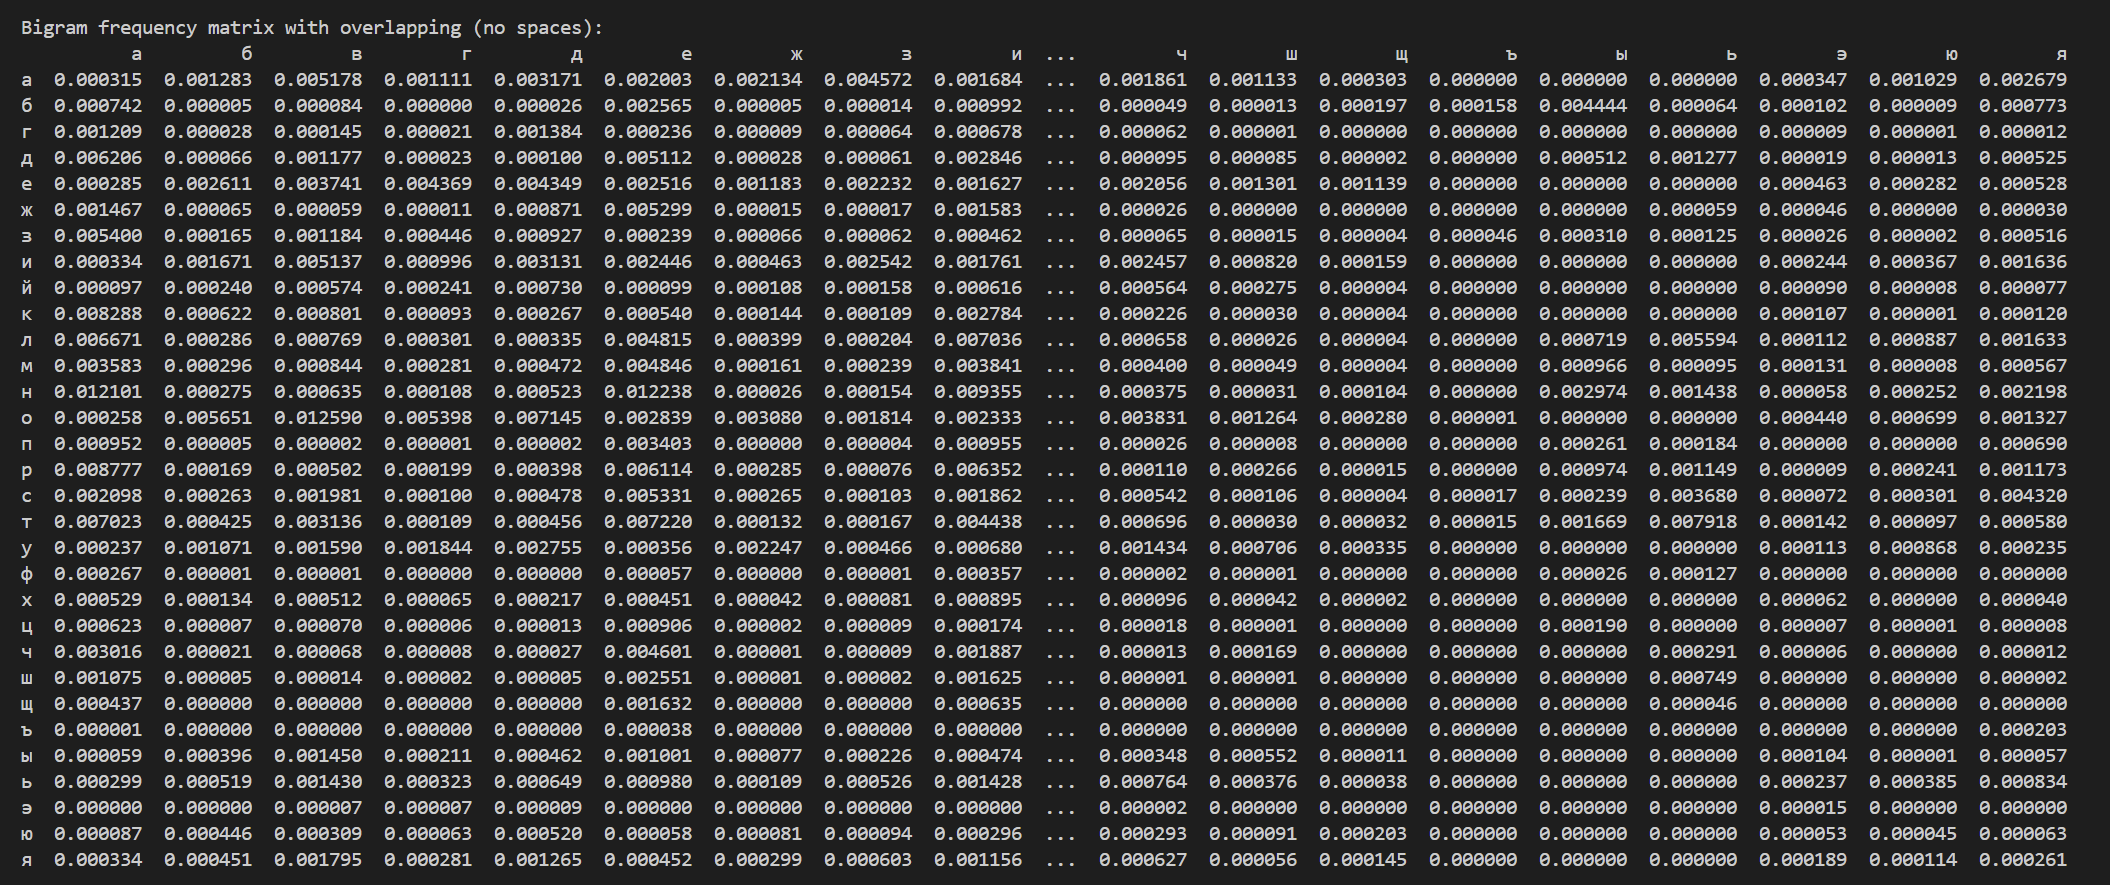 Bigram frequency matrix with overlapping (no spaces):
а б в г д е ж з и ... ч ш щ ъ ы ь э ю я
а 0.000315 0.001283 0.005178 0.001111 0.003171 0.002003 0.002134 0.004572 0.001684 ... 0.001861 0.001133 0.000303 0.000000 0.000000 0.000000 0.000347 0.001029 0.002679
б 0.000742 0.000005 0.000084 0.000000 0.000026 0.002565 0.000005 0.000014 0.000992 ... 0.000049 0.000013 0.000197 0.000158 0.004444 0.000064 0.000102 0.000009 0.000773
г 0.001209 0.000028 0.000145 0.000021 0.001384 0.000236 0.000009 0.000064 0.000678 ... 0.000062 0.000001 0.000000 0.000000 0.000000 0.000000 0.000009 0.000001 0.000012
д 0.006206 0.000066 0.001177 0.000023 0.000100 0.005112 0.000028 0.000061 0.002846 ... 0.000095 0.000085 0.000002 0.000000 0.000512 0.001277 0.000019 0.000013 0.000525
е 0.000285 0.002611 0.003741 0.004369 0.004349 0.002516 0.001183 0.002232 0.001627 ... 0.002056 0.001301 0.001139 0.000000 0.000000 0.000000 0.000463 0.000282 0.000528
ж 0.001467 0.000065 0.000059 0.000011 0.000871 0.005299 0.000015 0.000017 0.001583 ... 0.000026 0.000000 0.000000 0.000000 0.000000 0.000059 0.000046 0.000000 0.000030
з 0.005400 0.000165 0.001184 0.000446 0.000927 0.000239 0.000066 0.000062 0.000462 ... 0.000065 0.000015 0.000004 0.000046 0.000310 0.000125 0.000026 0.000002 0.000516
и 0.000334 0.001671 0.005137 0.000996 0.003131 0.002446 0.000463 0.002542 0.001761 ... 0.002457 0.000820 0.000159 0.000000 0.000000 0.000000 0.000244 0.000367 0.001636
й 0.000097 0.000240 0.000574 0.000241 0.000730 0.000099 0.000108 0.000158 0.000616 ... 0.000564 0.000275 0.000004 0.000000 0.000000 0.000000 0.000090 0.000008 0.000077
к 0.008288 0.000622 0.000801 0.000093 0.000267 0.000540 0.000144 0.000109 0.002784 ... 0.000226 0.000030 0.000004 0.000000 0.000000 0.000000 0.000107 0.000001 0.000120
л 0.006671 0.000286 0.000769 0.000301 0.000335 0.004815 0.000399 0.000204 0.007036 ... 0.000658 0.000026 0.000004 0.000000 0.000719 0.005594 0.000112 0.000887 0.001633
м 0.003583 0.000296 0.000844 0.000281 0.000472 0.004846 0.000161 0.000239 0.003841 ... 0.000400 0.000049 0.000004 0.000000 0.000966 0.000095 0.000131 0.000008 0.000567
н 0.012101 0.000275 0.000635 0.000108 0.000523 0.012238 0.000026 0.000154 0.009355 ... 0.000375 0.000031 0.000104 0.000000 0.002974 0.001438 0.000058 0.000252 0.002198
о 0.000258 0.005651 0.012590 0.005398 0.007145 0.002839 0.003080 0.001814 0.002333 ... 0.003831 0.001264 0.000280 0.000001 0.000000 0.000000 0.000440 0.000699 0.001327
п 0.000952 0.000005 0.000002 0.000001 0.000002 0.003403 0.000000 0.000004 0.000955 ... 0.000026 0.000008 0.000000 0.000000 0.000261 0.000184 0.000000 0.000000 0.000690
р 0.008777 0.000169 0.000502 0.000199 0.000398 0.006114 0.000285 0.000076 0.006352 ... 0.000110 0.000266 0.000015 0.000000 0.000974 0.001149 0.000009 0.000241 0.001173
с 0.002098 0.000263 0.001981 0.000100 0.000478 0.005331 0.000265 0.000103 0.001862 ... 0.000542 0.000106 0.000004 0.000017 0.000239 0.003680 0.000072 0.000301 0.004320
т 0.007023 0.000425 0.003136 0.000109 0.000456 0.007220 0.000132 0.000167 0.004438 ... 0.000696 0.000030 0.000032 0.000015 0.001669 0.007918 0.000142 0.000097 0.000580
у 0.000237 0.001071 0.001590 0.001844 0.002755 0.000356 0.002247 0.000466 0.000680 ... 0.001434 0.000706 0.000335 0.000000 0.000000 0.000000 0.000113 0.000868 0.000235
ф 0.000267 0.000001 0.000001 0.000000 0.000000 0.000057 0.000000 0.000001 0.000357 ... 0.000002 0.000001 0.000000 0.000000 0.000026 0.000127 0.000000 0.000000 0.000000
х 0.000529 0.000134 0.000512 0.000065 0.000217 0.000451 0.000042 0.000081 0.000895 ... 0.000096 0.000042 0.000002 0.000000 0.000000 0.000000 0.000062 0.000000 0.000040
ц 0.000623 0.000007 0.000070 0.000006 0.000013 0.000906 0.000002 0.000009 0.000174 ... 0.000018 0.000001 0.000000 0.000000 0.000190 0.000000 0.000007 0.000001 0.000008
ч 0.003016 0.000021 0.000068 0.000008 0.000027 0.004601 0.000001 0.000009 0.001887 ... 0.000013 0.000169 0.000000 0.000000 0.000000 0.000291 0.000006 0.000000 0.000012
ш 0.001075 0.000005 0.000014 0.000002 0.000005 0.002551 0.000001 0.000002 0.001625 ... 0.000001 0.000001 0.000000 0.000000 0.000000 0.000749 0.000000 0.000000 0.000002
щ 0.000437 0.000000 0.000000 0.000000 0.000000 0.001632 0.000000 0.000000 0.000635 ... 0.000000 0.000000 0.000000 0.000000 0.000000 0.000046 0.000000 0.000000 0.000000
ъ 0.000001 0.000000 0.000000 0.000000 0.000000 0.000038 0.000000 0.000000 0.000000 ... 0.000000 0.000000 0.000000 0.000000 0.000000 0.000000 0.000000 0.000000 0.000203
ы 0.000059 0.000396 0.001450 0.000211 0.000462 0.001001 0.000077 0.000226 0.000474 ... 0.000348 0.000552 0.000011 0.000000 0.000000 0.000000 0.000104 0.000001 0.000057
ь 0.000299 0.000519 0.001430 0.000323 0.000649 0.000980 0.000109 0.000526 0.001428 ... 0.000764 0.000376 0.000038 0.000000 0.000000 0.000000 0.000237 0.000385 0.000834
э 0.000000 0.000000 0.000007 0.000007 0.000009 0.000000 0.000000 0.000000 0.000000 ... 0.000002 0.000000 0.000000 0.000000 0.000000 0.000000 0.000015 0.000000 0.000000
ю 0.000087 0.000446 0.000309 0.000063 0.000520 0.000058 0.000081 0.000094 0.000296 ... 0.000293 0.000091 0.000203 0.000000 0.000000 0.000000 0.000053 0.000045 0.000063
я 0.000334 0.000451 0.001795 0.000281 0.001265 0.000452 0.000299 0.000603 0.001156 ... 0.000627 0.000056 0.000145 0.000000 0.000000 0.000000 0.000189 0.000114 0.000261